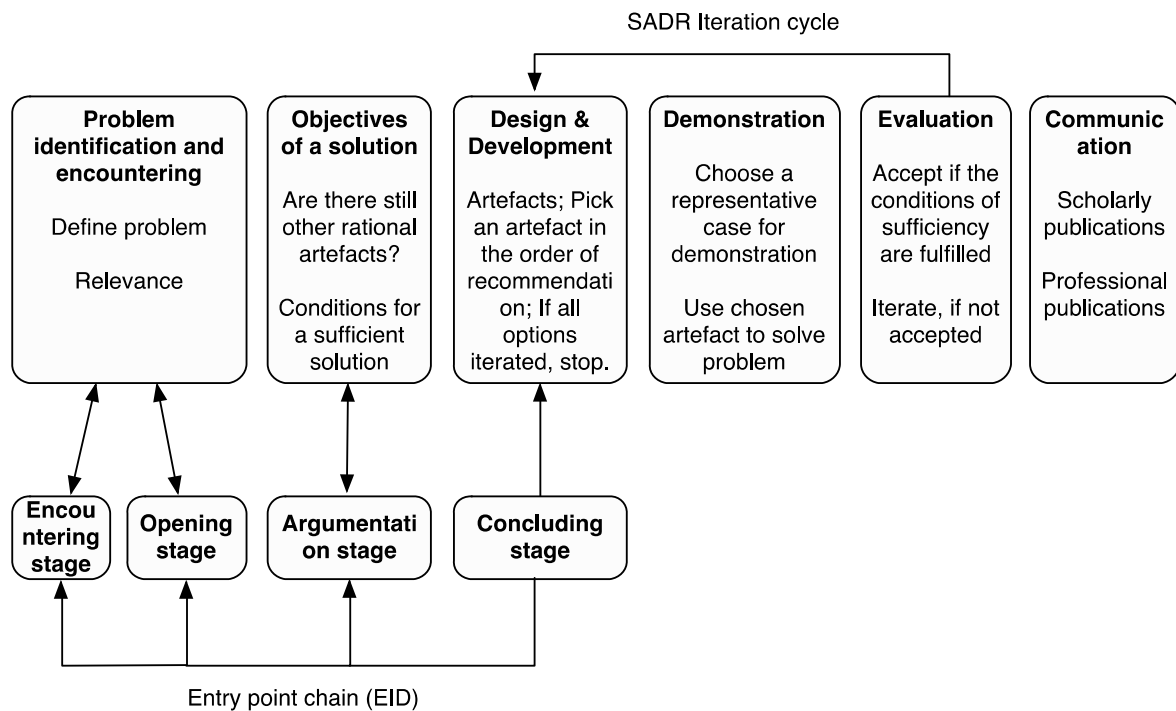 SADR Iteration cycle
Problem
identification and
encountering
Define problem
Relevance
Objectives
of a solution
Are there still
other rational
artefacts?
Conditions for
a sufficient
solution
Design &
Development
Artefacts; Pick
an artefact in
the order of
recommendati
on; If all
options
iterated, stop.
Demonstration
Choose a
representative
case for
demonstration
Use chosen
artefact to solve
problem
Evaluation
Accept if the
conditions of
sufficiency
are fulfilled
Iterate, if not
accepted
Communic
ation
Scholarly
publications
Professional
publications
Encou
ntering
stage
Opening
stage
Argumentati
on stage
Concluding
stage
Entry point chain (EID)